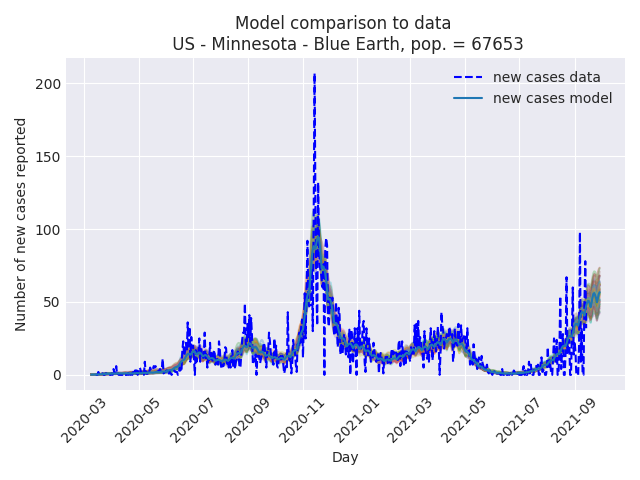 Model comparison to data
US - Minnesota - Blue Earth, pop. = 67653
Number of new cases reported
200
150
100
50
0
new cases data
new cases model
2020-03
2020-05
2020-07
2020-09
2020-11
2021-01
2021-03
2021-05
2021-07
2021-09
Day